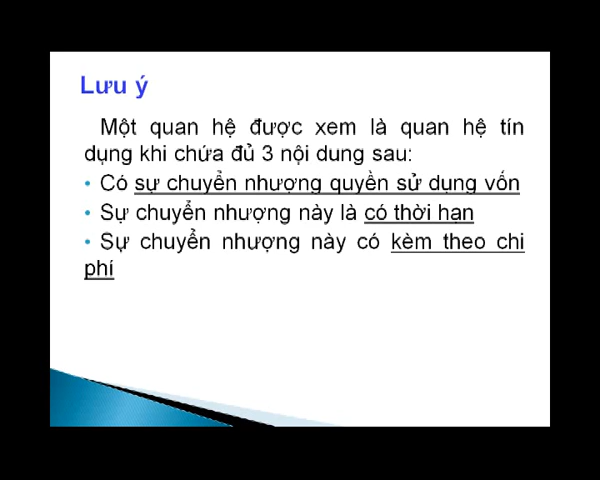 Lưu ý
Một quan hệ được xem là quan hệ tín
dụng khi chứa đủ 3 nội dung sau:
• Có sự chuyển nhượng quyền sử dụng vốn
• Sự chuyển nhượng này là có thời hạn
• Sự chuyển nhượng này có kèm theo chi
phí